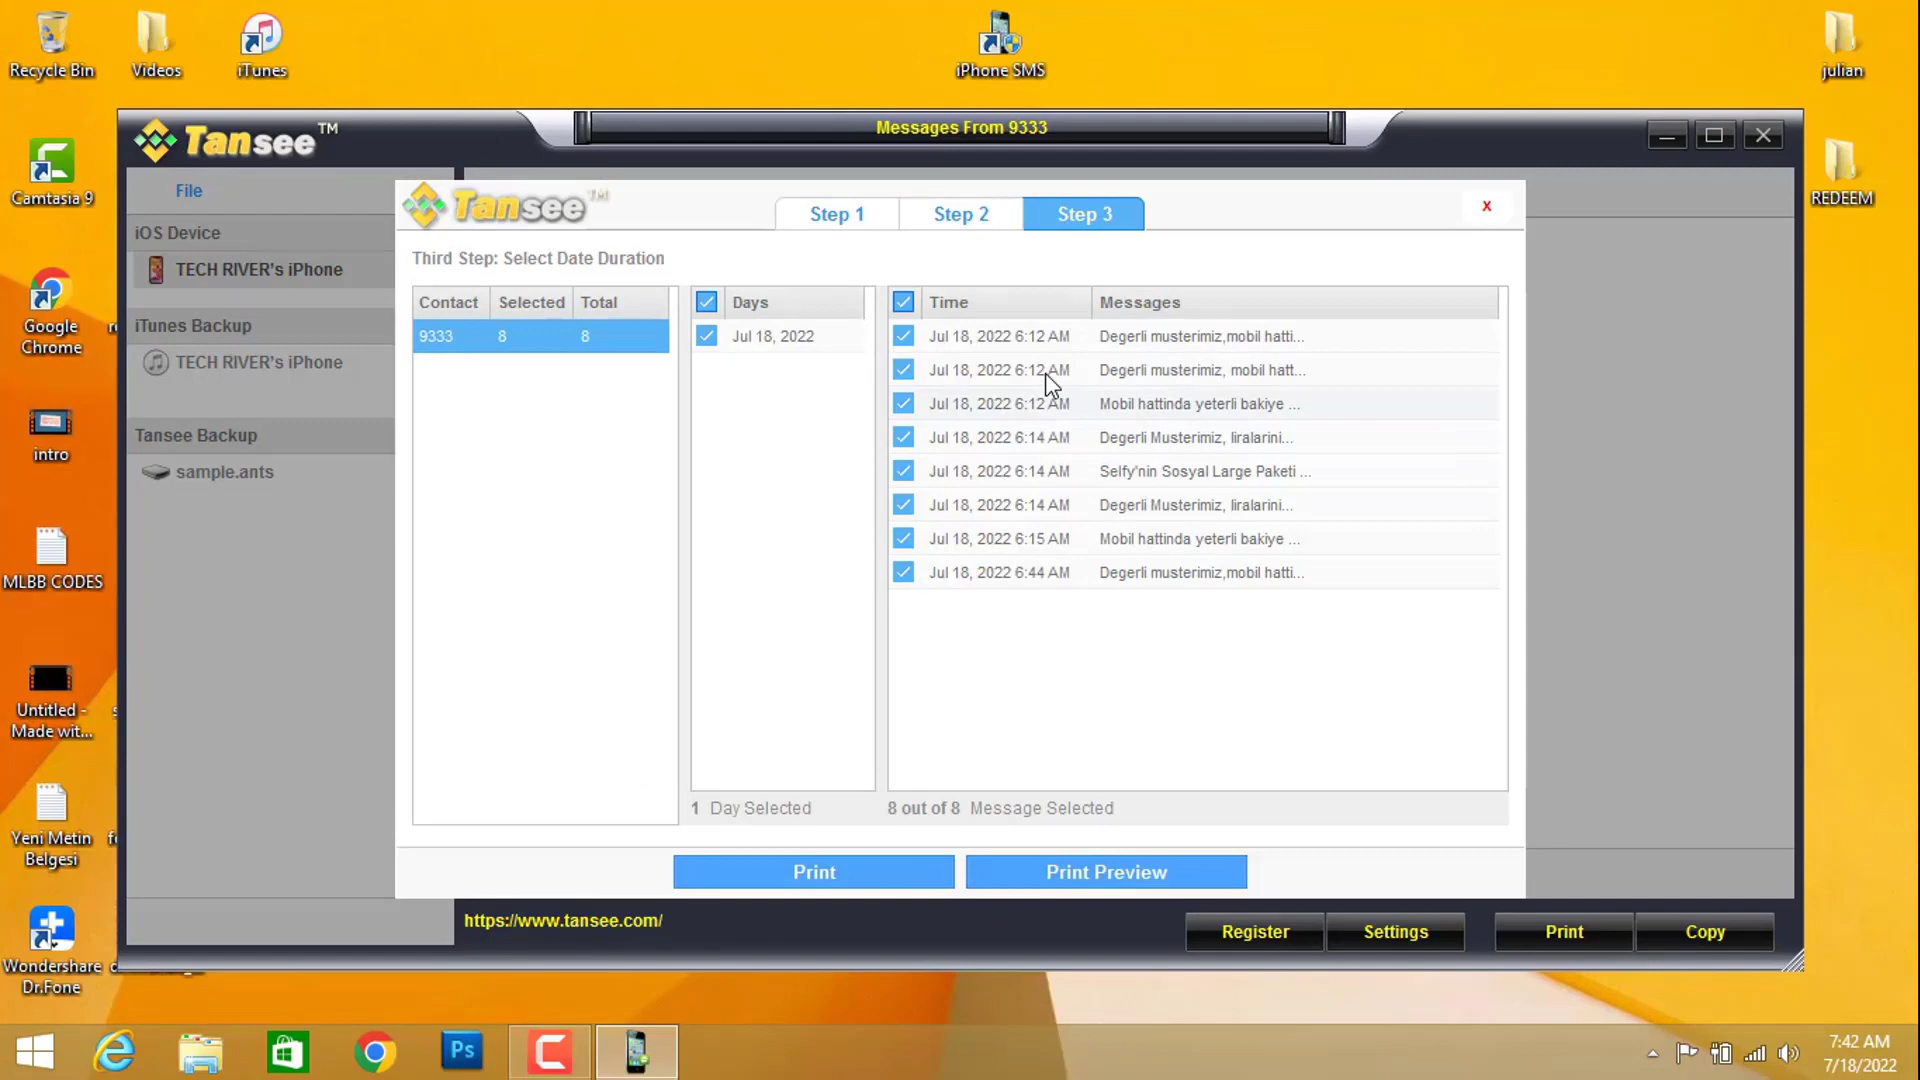 Recycle Bin
Videos
iTunes
iPhone SMS
julian
Camtasia 9
REDEEM
Google
Chrome
intro
MLBB CODES
Untitled -
Made wit...
Yeni Metin
Belgesi
Wondershare
Dr.Fone
Tansee™
Messages From 9333
File
iOS Device
TECH RIVER's iPhone
iTunes Backup
TECH RIVER's iPhone
Tansee Backup
sample.ants
Tansee™
Step 1
Step 2
Step 3
x
Third Step: Select Date Duration
Contact Selected Total
9333 8 8
Days
Jul 18, 2022
Time Messages
Jul 18, 2022 6:12 AM Degerli musterimiz,mobil hatti...
Jul 18, 2022 6:12 AM Degerli musterimiz, mobil hatt...
Jul 18, 2022 6:12 AM Mobil hattinda yeterli bakiye ...
Jul 18, 2022 6:14 AM Degerli Musterimiz, liralarini...
Jul 18, 2022 6:14 AM Selfy'nin Sosyal Large Paketi ...
Jul 18, 2022 6:14 AM Degerli Musterimiz, liralarini...
Jul 18, 2022 6:15 AM Mobil hattinda yeterli bakiye ...
Jul 18, 2022 6:44 AM Degerli musterimiz,mobil hatti...
1 Day Selected
8 out of 8 Message Selected
Print
Print Preview
https://www.tansee.com/
Register
Settings
Print
Copy
Ps
7:42 AM
7/18/2022